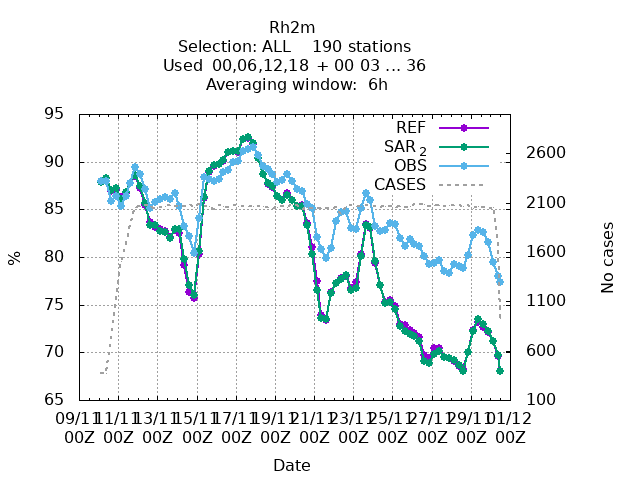 Rh2m
Selection: ALL 190 stations
Used 00,06,12,18 + 00 03 ... 36
Averaging window: 6h
REF
SAR 2
OBS
CASES
95
90
85
80
75
70
65
%
2600
2100
1600
1100
600
100
No cases
09/11 11/11 13/11 15/11 17/11 19/11 21/11 23/11 25/11 27/11 29/11 01/12
00Z 00Z 00Z 00Z 00Z 00Z 00Z 00Z 00Z 00Z 00Z 00Z
Date